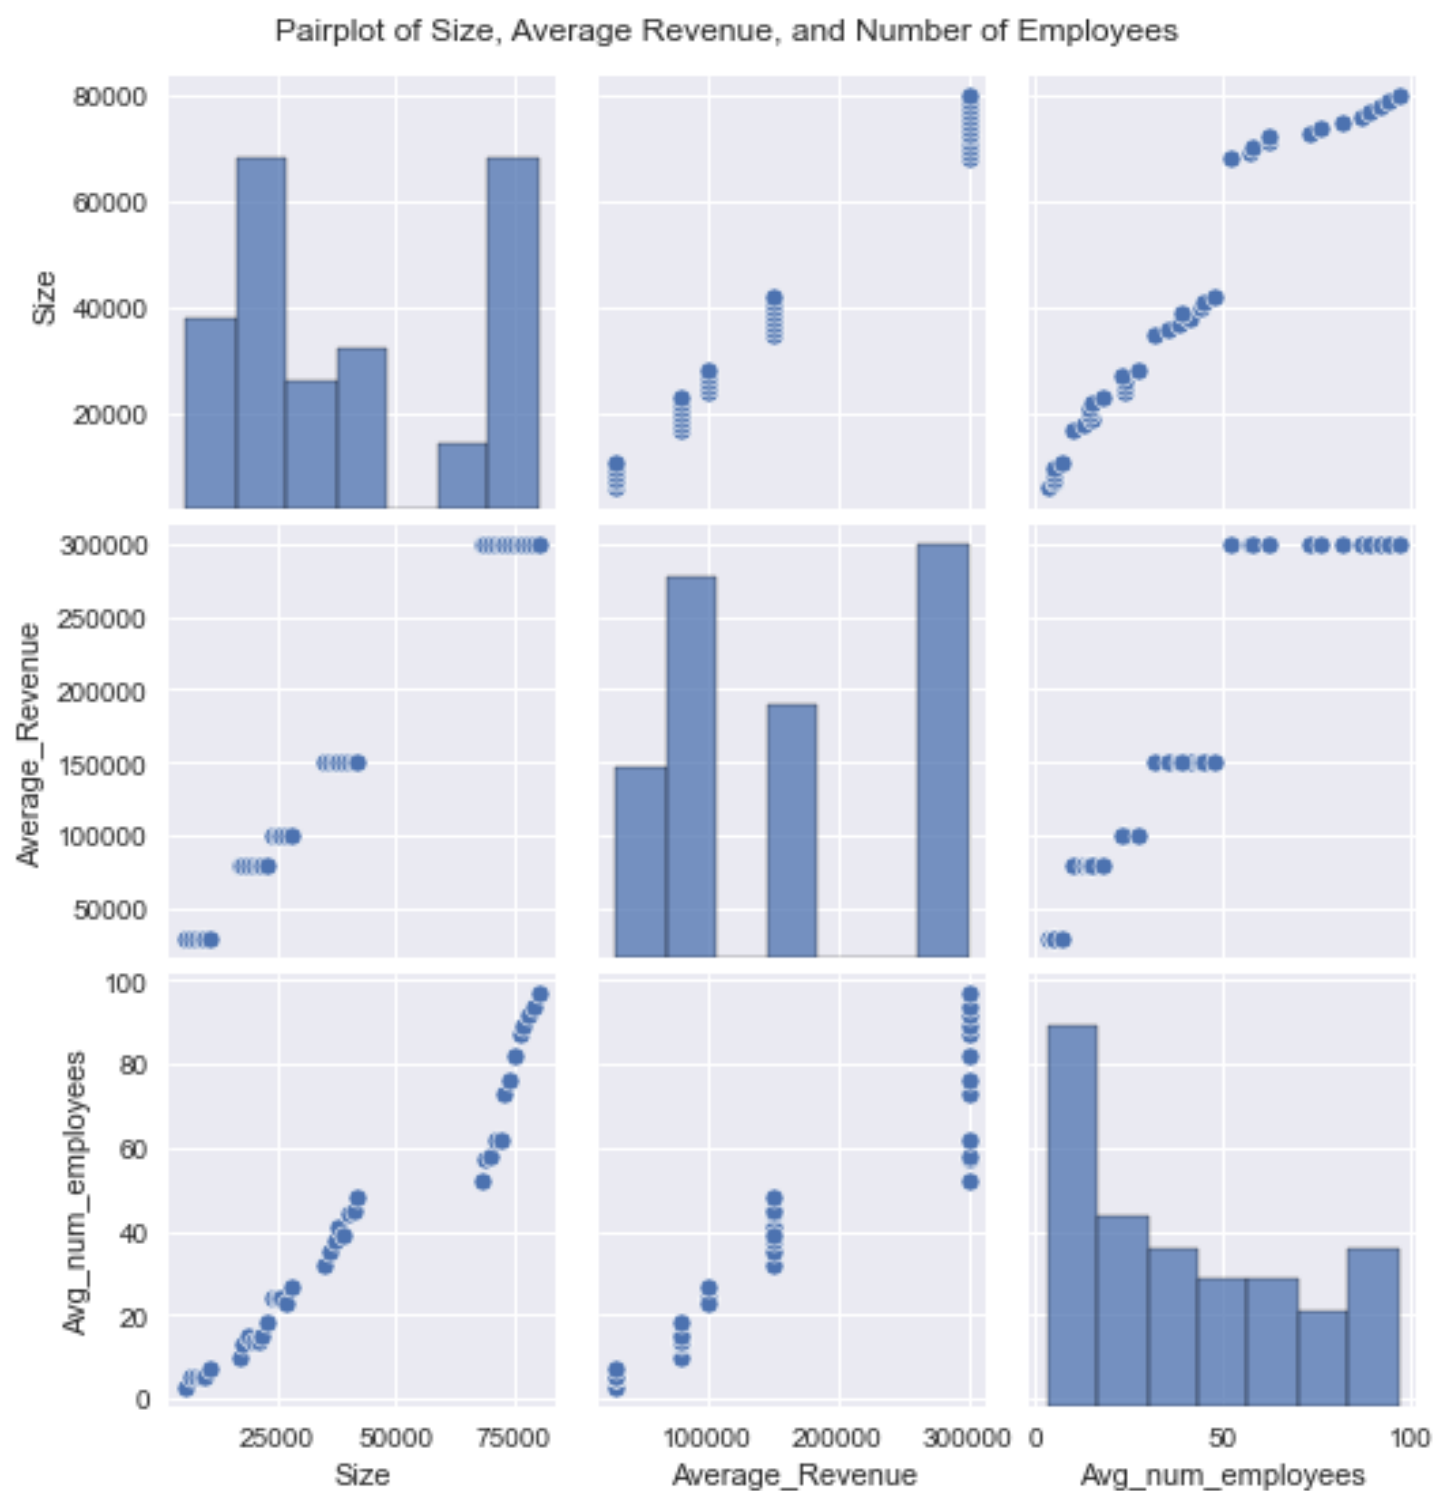 Pairplot of Size, Average Revenue, and Number of Employees
80000
60000
40000
20000
Size
300000
250000
200000
150000
100000
50000
Average_Revenue
100
80
60
40
20
0
Avg_num_employees
25000 50000 75000
Size
100000 200000 300000
Average_Revenue
0 50 100
Avg_num_employees